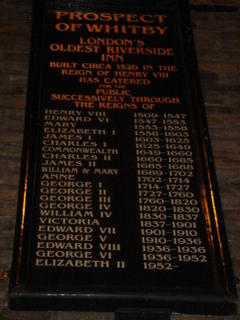 PROSPECT
OF WHITBY
LONDON'S
OLDEST RIVERSIDE
INN
BUILT CIRCA 1520 IN THE
REIGN OF HENRY VIII
HAS CATERED
FOR THE
PUBLIC
SUCCESSIVELY THROUGH
THE REIGNS OF
HENRY VIII 1509-1547
EDWARD VI 1547-1553
MARY 1553-1558
ELIZABETH I 1558-1603
JAMES I 1603-1625
CHARLES I 1625-1649
COMMONWEALTH 1649-1660
CHARLES II 1660-1685
JAMES II 1685-1688
WILLIAM & MARY 1689-1702
ANNE 1702-1714
GEORGE I 1714-1727
GEORGE II 1727-1760
GEORGE III 1760-1820
GEORGE IV 1820-1830
WILLIAM IV 1830-1837
VICTORIA 1837-1901
EDWARD VII 1901-1910
GEORGE V 1910-1936
EDWARD VIII 1936-1936
GEORGE VI 1936-1952
ELIZABETH II 1952-